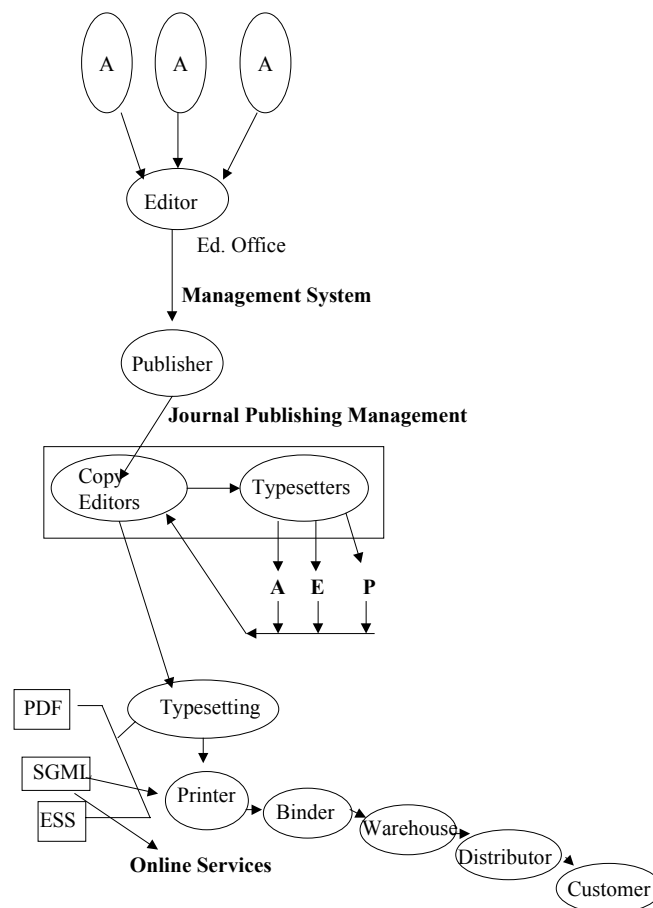 A A A
Editor
Ed. Office
Management System
Publisher
Journal Publishing Management
Copy
Editors
Typesetters
A E P
PDF
Typesetting
SGML
Printer
ESS
Binder
Warehouse
Online Services
Distributor
Customer